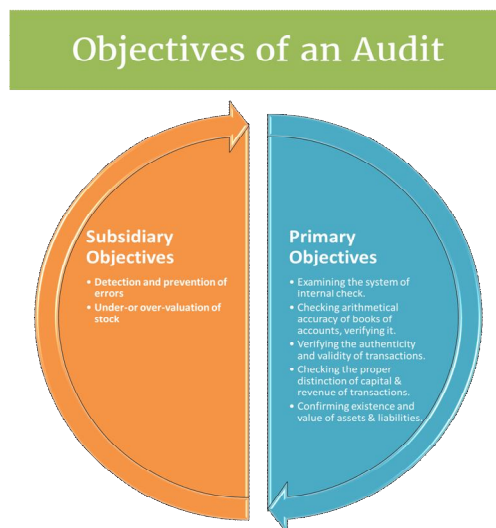 Objectives of an Audit
Subsidiary
Objectives
• Detection and prevention of
errors
• Under-or over-valuation of
stock
Primary
Objectives
• Examining the system of
Internal check.
• Checking arithmetical
accuracy of books of
accounts, verifying it.
• Verifying the authenticity
and validity of transactions.
• Checking the proper
distinction of capital &
revenue of transactions.
• Confirming existence and
value of assets & liabilities.